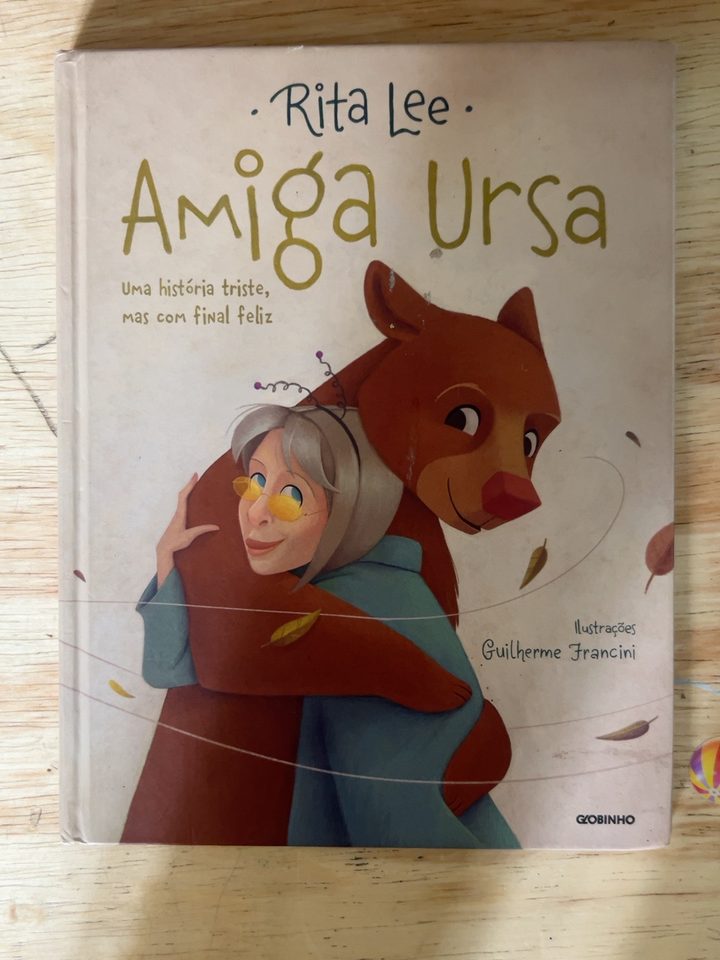 · Rita Lee ·
Amiga Ursa
Uma história triste,
mas com final feliz
Ilustrações
Guilherme Francini
GLOBINHO